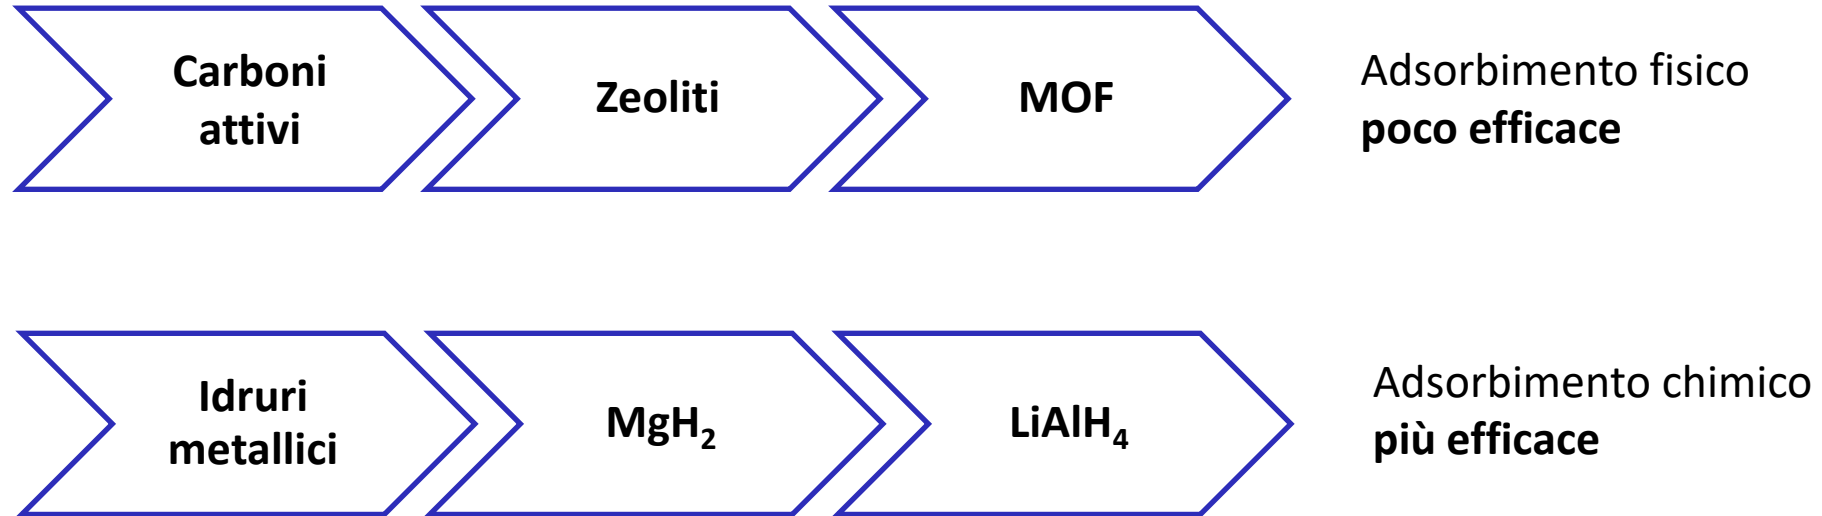 Carboni
attivi
Zeoliti
MOF
Adsorbimento fisico
poco efficace
Idruri
metallici
MgH₂
LiAlH₄
Adsorbimento chimico
più efficace